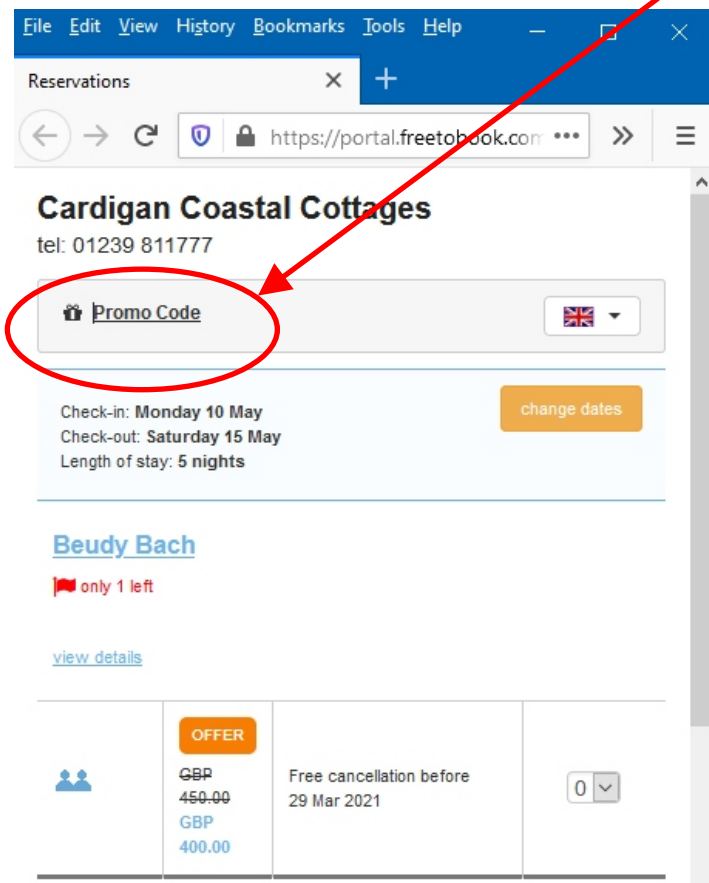 File Edit View History Bookmarks Tools Help
Reservations
https://portal.freetobook.com
Cardigan Coastal Cottages
tel: 01239 811777
Promo Code
Check-in: Monday 10 May
change dates
Check-out: Saturday 15 May
Length of stay: 5 nights
Beudy Bach
only 1 left
view details
OFFER
GBP
450.00
GBP
400.00
Free cancellation before
29 Mar 2021
0